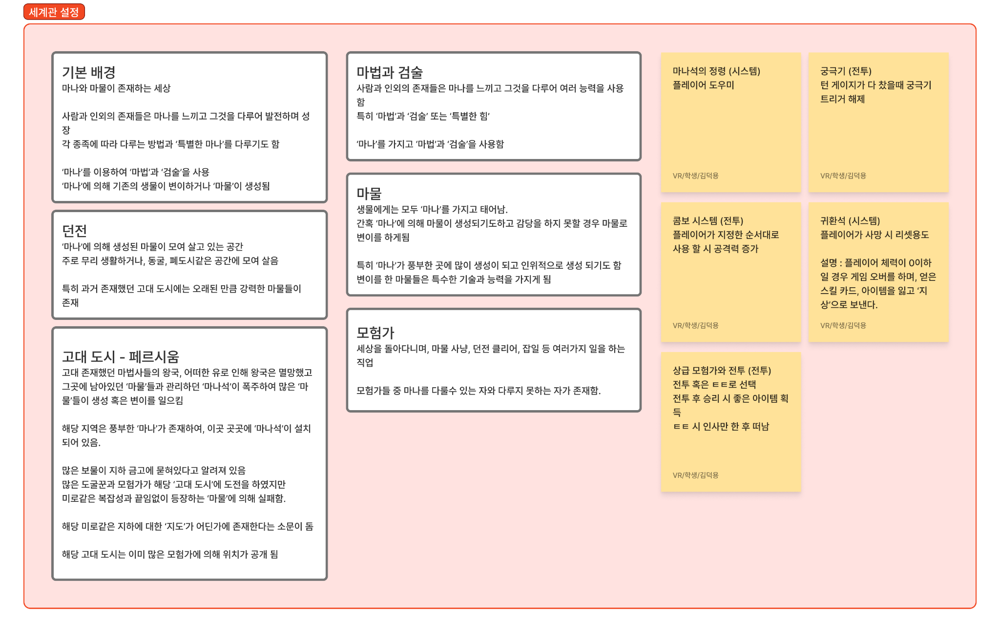 세계관 설정
기본 배경
마나와 마물이 존재하는 세상
사람과 인외의 존재들은 마나를 느끼고 그것을 다루어 발전하며 성
장
각 종족에 따라 다루는 방법과 ‘특별한 마나’를 다루기도 함
‘마나’를 이용하여 ‘마법’과 ‘검술’을 사용
‘마나’에 의해 기존의 생물이 변이하거나 ‘마물’이 생성됨
던전
‘마나’에 의해 생성된 마물이 모여 살고 있는 공간
주로 무리 생활하거나, 동굴, 폐도시같은 공간에 모여 살음
특히 과거 존재했던 고대 도시에는 오래된 만큼 강력한 마물들이
존재
고대 도시 - 페르시움
고대 존재했던 마법사들의 왕국, 어떠한 유로 인해 왕국은 멸망했고
그곳에 남아있던 ‘마물’들과 관리하던 ‘마나석’이 폭주하여 많은 ‘마
물’들이 생성 혹은 변이를 일으킴
해당 지역은 풍부한 ‘마나’가 존재하여, 이곳 곳곳에 ‘마나석’이 설치
되어 있음.
많은 보물이 지하 금고에 묻혀있다고 알려져 있음
많은 도굴꾼과 모험가가 해당 ‘고대 도시’에 도전을 하였지만
미로같은 복잡성과 끝임없이 등장하는 ‘마물’에 의해 실패함.
해당 미로같은 지하에 대한 ‘지도’가 어딘가에 존재한다는 소문이 돔
해당 고대 도시는 이미 많은 모험가에 의해 위치가 공개 됨
마법과 검술
사람과 인외의 존재들은 마나를 느끼고 그것을 다루어 여러 능력을 사용
함
특히 ‘마법’과 ‘검술’ 또는 ‘특별한 힘’
‘마나’를 가지고 ‘마법’과 ‘검술’을 사용함
마물
생물에게는 모두 ‘마나’를 가지고 태어남.
간혹 ‘마나’에 의해 마물이 생성되기도하고 감당을 하지 못할 경우 마물로
변이를 하게됨
특히 ‘마나’가 풍부한 곳에 많이 생성이 되고 인위적으로 생성 되기도 함
변이를 한 마물들은 특수한 기술과 능력을 가지게 됨
모험가
세상을 돌아다니며, 마물 사냥, 던전 클리어, 잡일 등 여러가지 일을 하는
직업
모험가들 중 마나를 다룰수 있는 자와 다루지 못하는 자가 존재함.
마나석의 정령 (시스템)
플레이어 도우미
VR/학생/김덕용
궁극기 (전투)
턴 게이지가 다 찼을때 궁극기
트리거 해제
VR/학생/김덕용
콤보 시스템 (전투)
플레이어가 지정한 순서대로
사용 할 시 공격력 증가
VR/학생/김덕용
귀환석 (시스템)
플레이어가 사망 시 리셋용도
설명 : 플레이어 체력이 0이하
일 경우 게임 오버를 하며, 얻은
스킬 카드, 아이템을 잃고 ‘지
상’으로 보낸다.
VR/학생/김덕용
상급 모험가와 전투 (전투)
전투 혹은 ㅌㅌ로 선택
전투 후 승리 시 좋은 아이템 획
득
ㅌㅌ 시 인사만 한 후 떠남
VR/학생/김덕용